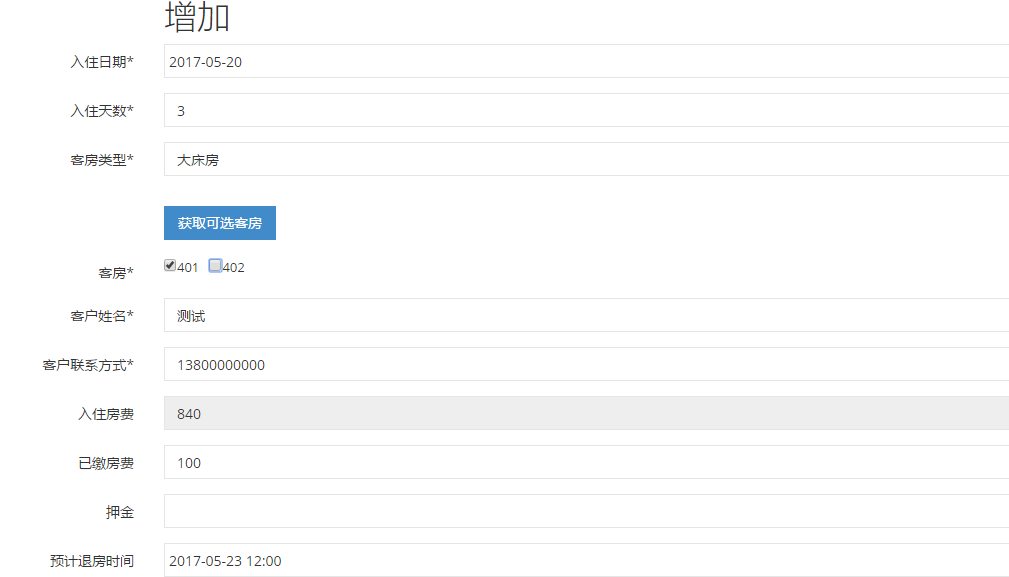 增加
入住日期* 2017-05-20
入住天数* 3
客房类型* 大床房
获取可选客房
客房* 401 402
客户姓名* 测试
客户联系方式* 13800000000
入住房费 840
已缴房费 100
押金
预计退房时间 2017-05-23 12:00